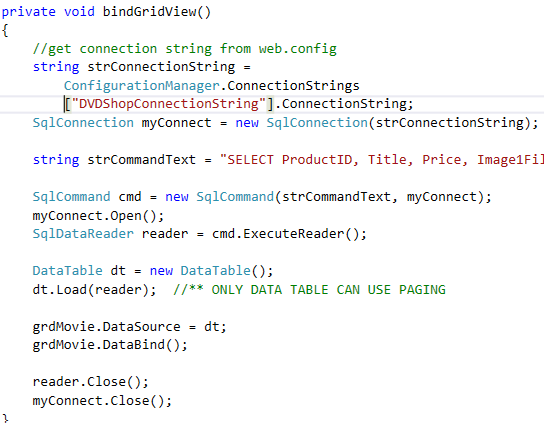 private void bindGridView()
{
    //get connection string from web.config
    string strConnectionString =
        ConfigurationManager.ConnectionStrings
        ["DVDShopConnectionString"].ConnectionString;
    SqlConnection myConnect = new SqlConnection(strConnectionString);

    string strCommandText = "SELECT ProductID, Title, Price, Image1Fil

    SqlCommand cmd = new SqlCommand(strCommandText, myConnect);
    myConnect.Open();
    SqlDataReader reader = cmd.ExecuteReader();

    DataTable dt = new DataTable();
    dt.Load(reader);  //** ONLY DATA TABLE CAN USE PAGING

    grdMovie.DataSource = dt;
    grdMovie.DataBind();

    reader.Close();
    myConnect.Close();
}